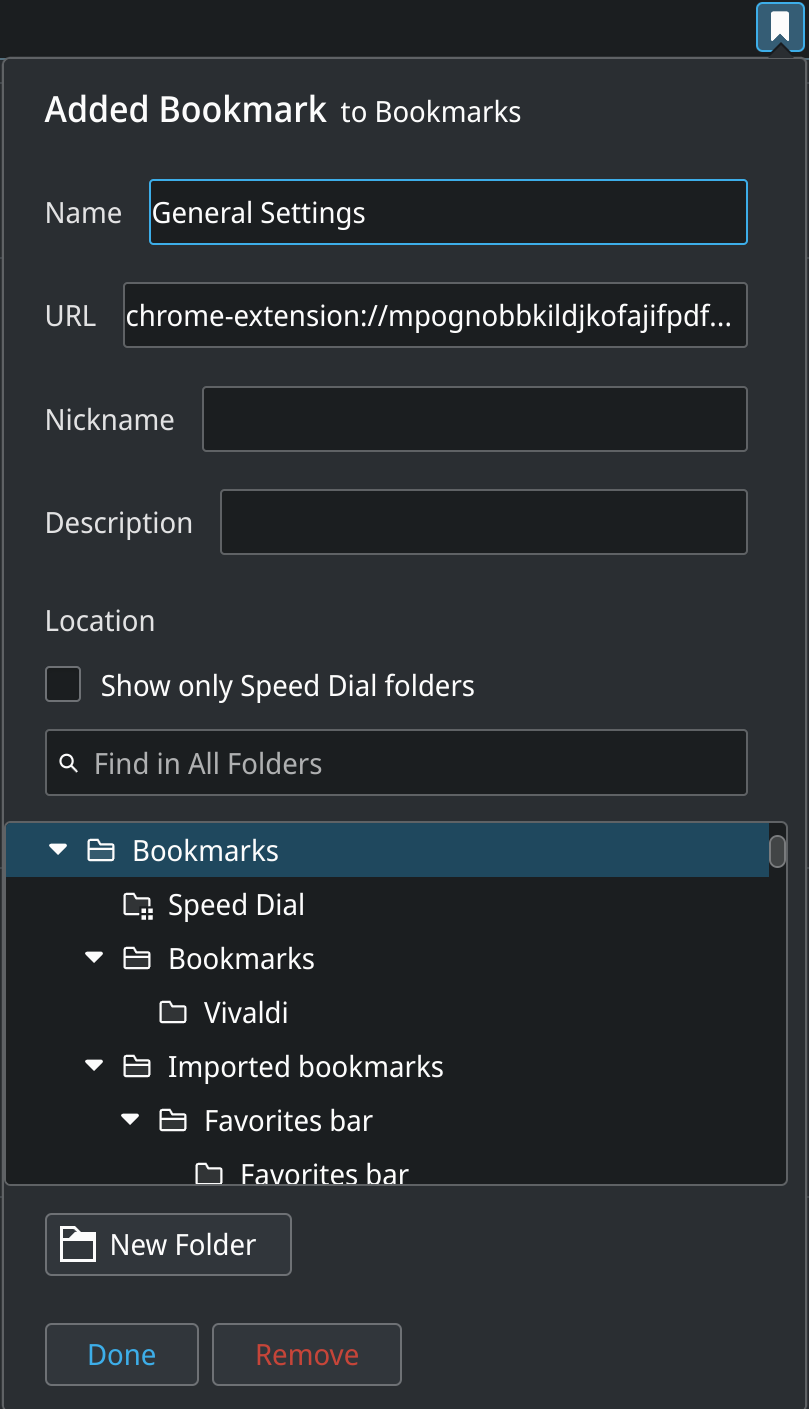 Added Bookmark to Bookmarks
Name General Settings
URL chrome-extension://mpognobbkildjkofajifpdf...
Nickname
Description
Location
Show only Speed Dial folders
Find in All Folders
Bookmarks
Speed Dial
Bookmarks
Vivaldi
Imported bookmarks
Favorites bar
Favorites bar
New Folder
Done Remove